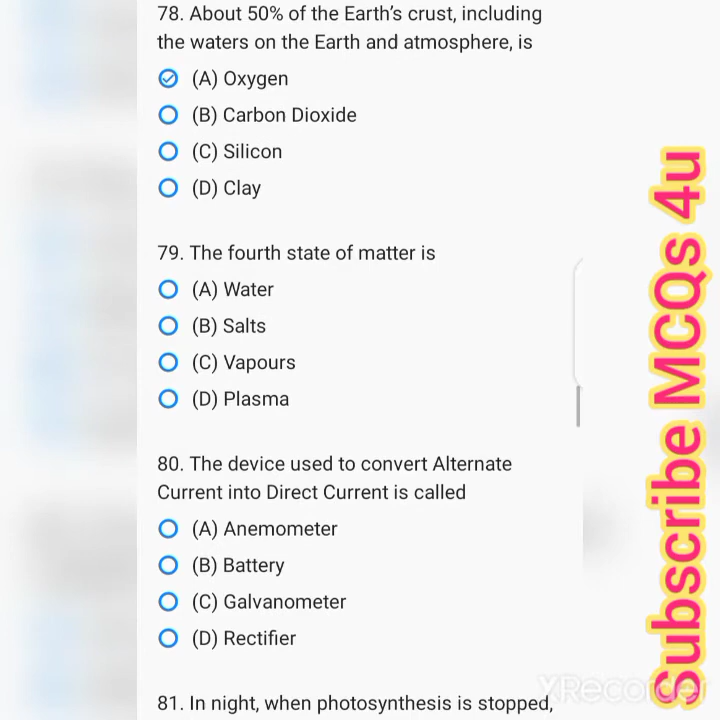 78. About 50% of the Earth's crust, including
the waters on the Earth and atmosphere, is
(A) Oxygen
(B) Carbon Dioxide
(C) Silicon
(D) Clay
79. The fourth state of matter is
(A) Water
(B) Salts
(C) Vapours
(D) Plasma
80. The device used to convert Alternate
Current into Direct Current is called
(A) Anemometer
(B) Battery
(C) Galvanometer
(D) Rectifier
81. In night, when photosynthesis is stopped,
Subscribe MCQs 4u
XRecorder